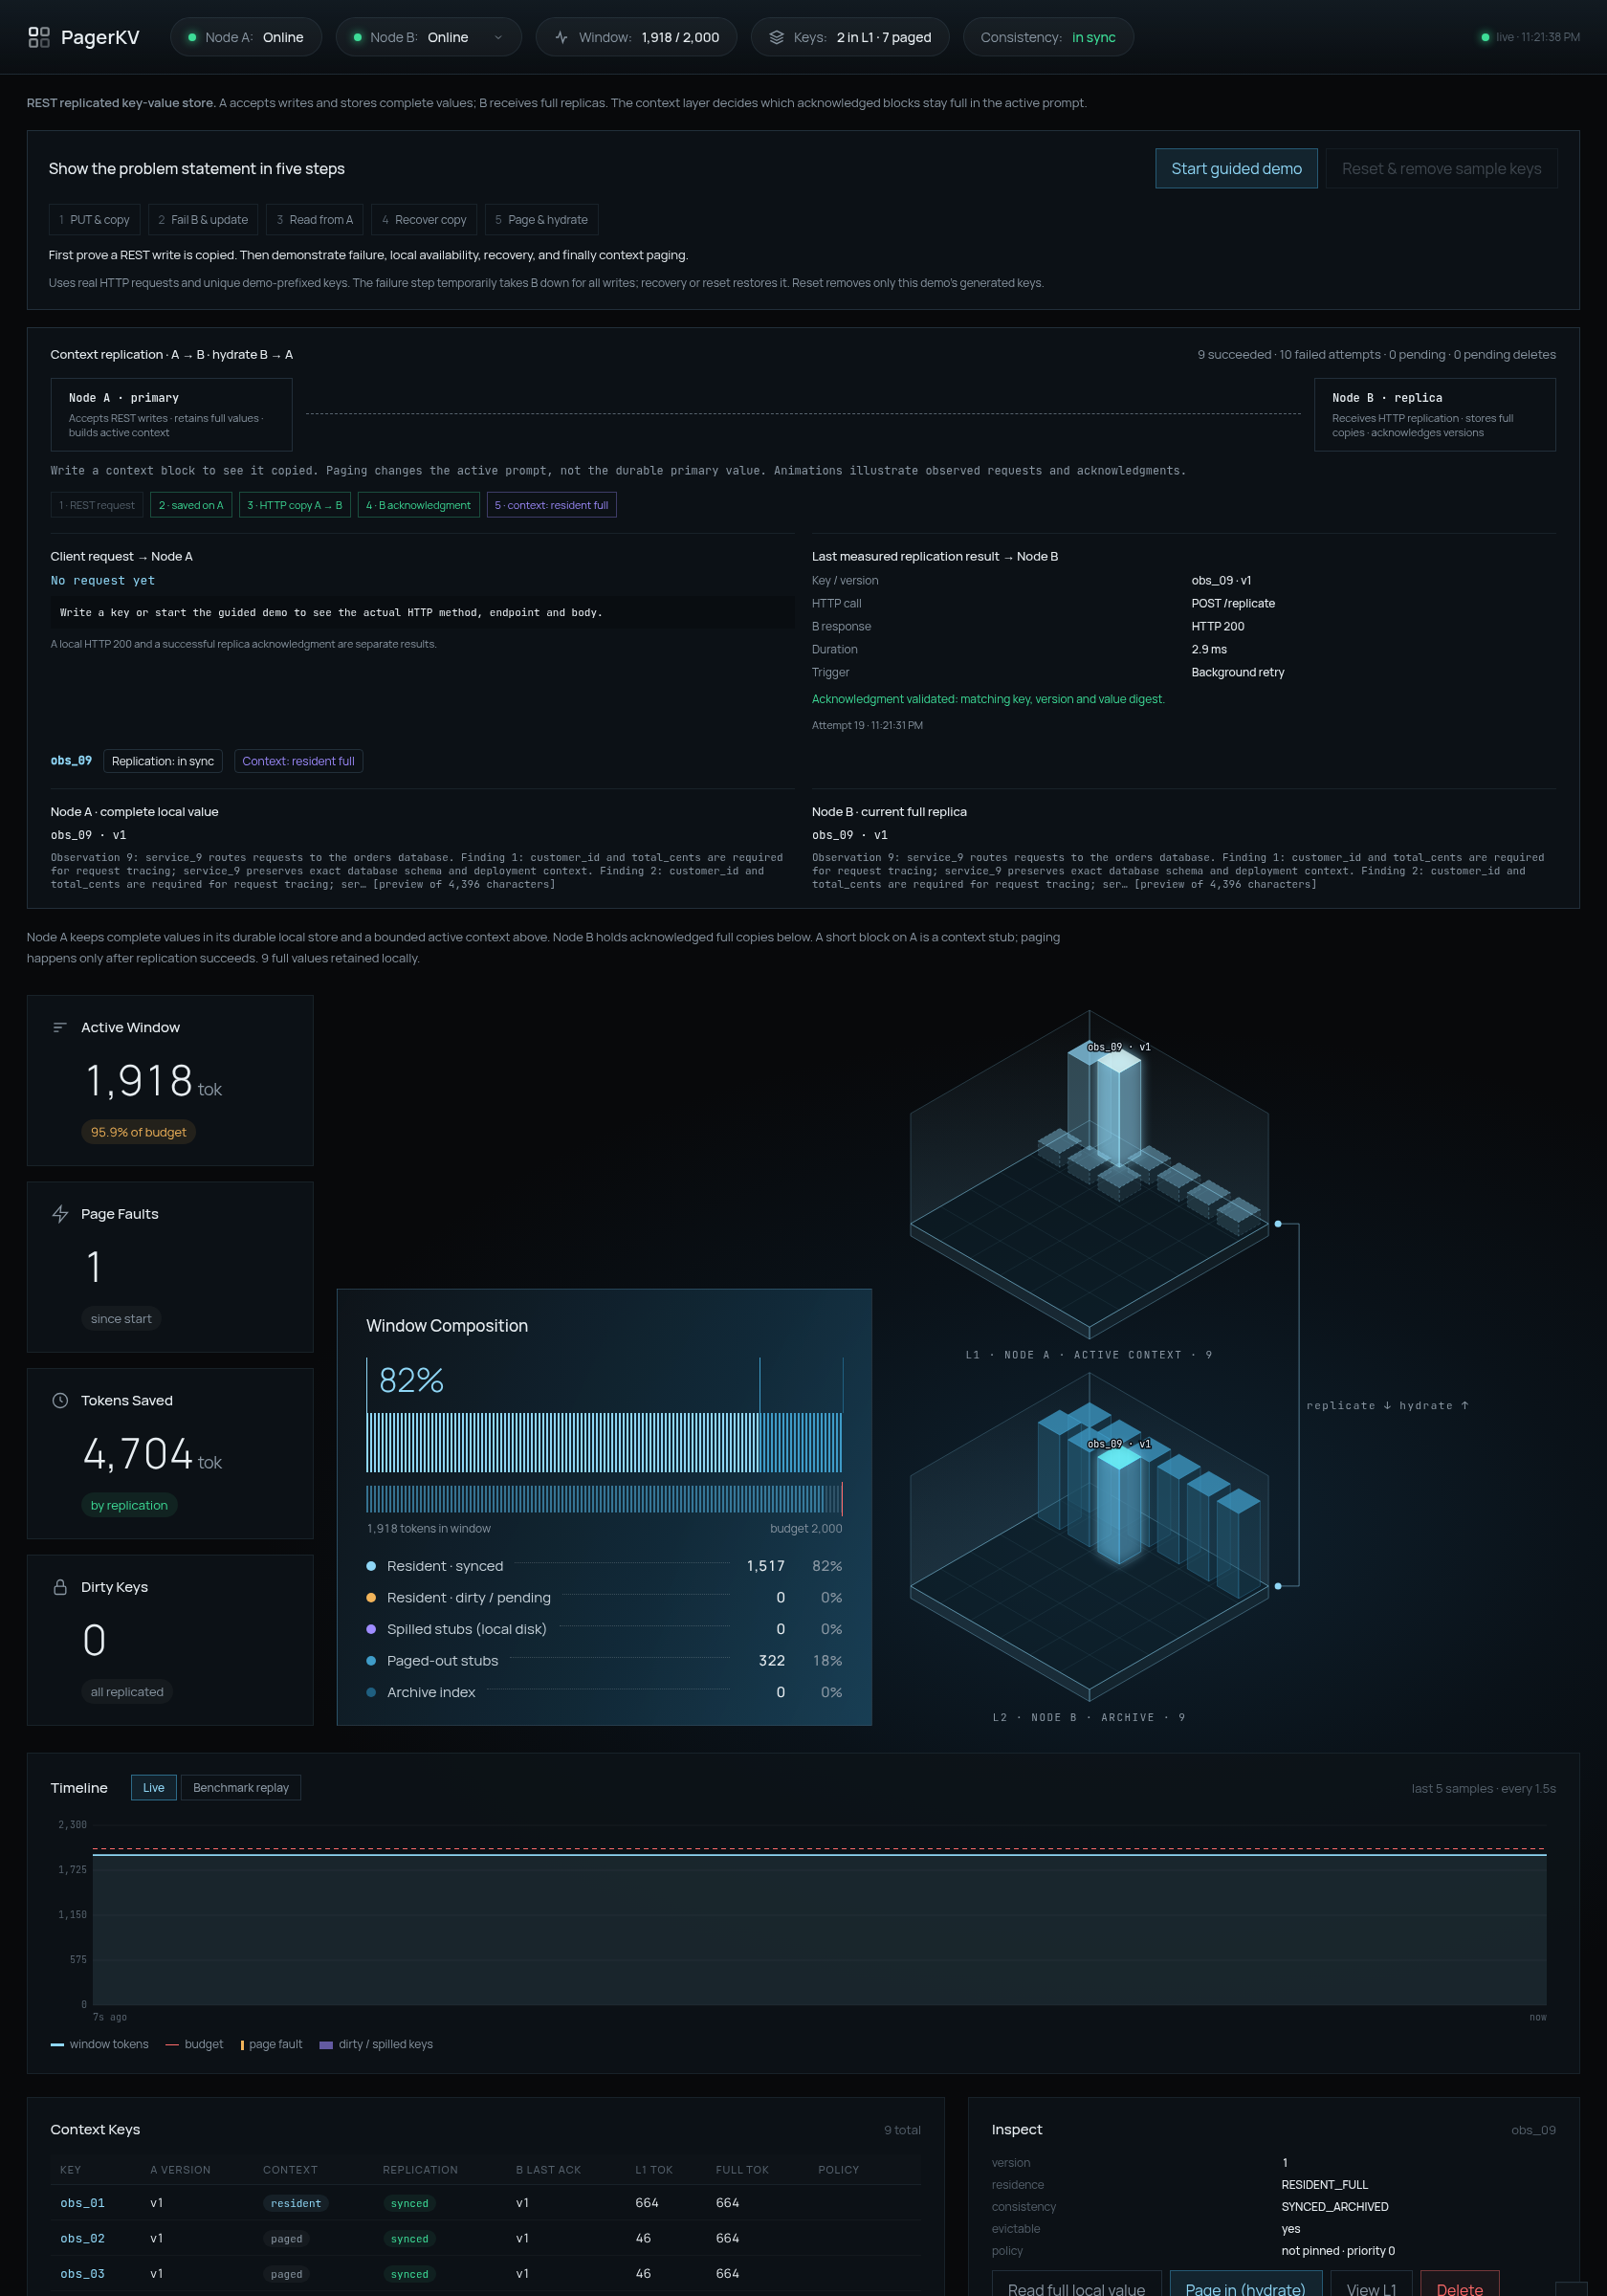 PagerKV
Node A: Online
Node B: Online
Window: 1,918 / 2,000
Keys: 2 in L1 · 7 paged
Consistency: in sync
live · 11:21:38 PM
REST replicated key-value store. A accepts writes and stores complete values; B receives full replicas. The context layer decides which acknowledged blocks stay full in the active prompt.
Show the problem statement in five steps
Start guided demo
Reset & remove sample keys
1 PUT & copy
2 Fail B & update
3 Read from A
4 Recover copy
5 Page & hydrate
First prove a REST write is copied. Then demonstrate failure, local availability, recovery, and finally context paging.
Uses real HTTP requests and unique demo-prefixed keys. The failure step temporarily takes B down for all writes; recovery or reset restores it. Reset removes only this demo's generated keys.
Context replication · A → B · hydrate B → A
9 succeeded · 10 failed attempts · 0 pending · 0 pending deletes
Node A · primary
Accepts REST writes · retains full values ·
builds active context
Node B · replica
Receives HTTP replication · stores full
copies · acknowledges versions
Write a context block to see it copied. Paging changes the active prompt, not the durable primary value. Animations illustrate observed requests and acknowledgments.
1 · REST request
2 · saved on A
3 · HTTP copy A → B
4 · B acknowledgment
5 · context: resident full
Client request → Node A
No request yet
Write a key or start the guided demo to see the actual HTTP method, endpoint and body.
A local HTTP 200 and a successful replica acknowledgment are separate results.
Last measured replication result → Node B
Key / version obs_09 · v1
HTTP call POST /replicate
B response HTTP 200
Duration 2.9 ms
Trigger Background retry
Acknowledgment validated: matching key, version and value digest.
Attempt 19 · 11:21:31 PM
obs_09 Replication: in sync Context: resident full
Node A · complete local value
obs_09 · v1
Observation 9: service_9 routes requests to the orders database. Finding 1: customer_id and total_cents are required
for request tracing; service_9 preserves exact database schema and deployment context. Finding 2: customer_id and
total_cents are required for request tracing; ser… [preview of 4,396 characters]
Node B · current full replica
obs_09 · v1
Observation 9: service_9 routes requests to the orders database. Finding 1: customer_id and total_cents are required
for request tracing; service_9 preserves exact database schema and deployment context. Finding 2: customer_id and
total_cents are required for request tracing; ser… [preview of 4,396 characters]
Node A keeps complete values in its durable local store and a bounded active context above. Node B holds acknowledged full copies below. A short block on A is a context stub; paging
happens only after replication succeeds. 9 full values retained locally.
Active Window
1,918 tok
95.9% of budget
Page Faults
1
since start
Tokens Saved
4,704 tok
by replication
Dirty Keys
0
all replicated
Window Composition
82%
1,918 tokens in window budget 2,000
Resident · synced 1,517 82%
Resident · dirty / pending 0 0%
Spilled stubs (local disk) 0 0%
Paged-out stubs 322 18%
Archive index 0 0%
obs_09 · v1
L1 · NODE A · ACTIVE CONTEXT · 9
replicate ↓ hydrate ↑
obs_09 · v1
L2 · NODE B · ARCHIVE · 9
Timeline
Live
Benchmark replay
last 5 samples · every 1.5s
2,300
1,725
1,150
575
0
7s ago now
window tokens
budget
page fault
dirty / spilled keys
Context Keys
9 total
KEY A VERSION CONTEXT REPLICATION B LAST ACK L1 TOK FULL TOK POLICY
obs_01 v1 resident synced v1 664 664
obs_02 v1 paged synced v1 46 664
obs_03 v1 paged synced v1 46 664
Inspect
obs_09
version 1
residence RESIDENT_FULL
consistency SYNCED_ARCHIVED
evictable yes
policy not pinned · priority 0
Read full local value
Page in (hydrate)
View L1
Delete